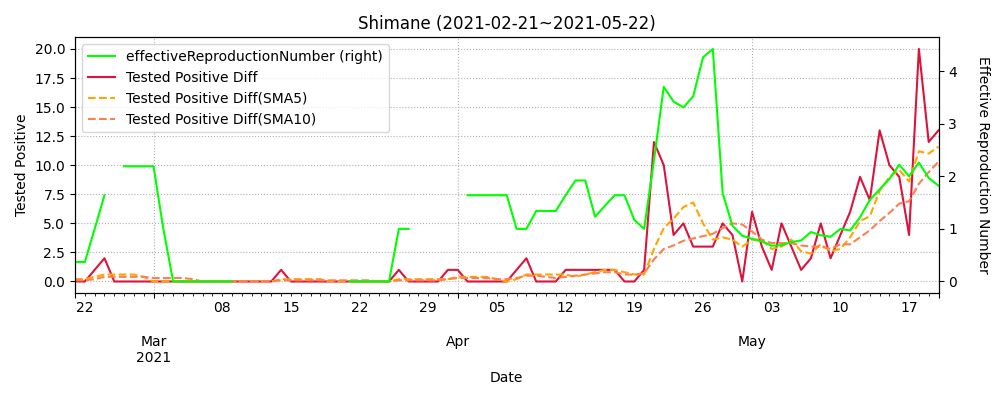 Shimane (2021-02-21~2021-05-22)
effectiveReproductionNumber (right)
Tested Positive Diff
Tested Positive Diff(SMA5)
Tested Positive Diff(SMA10)
Tested Positive
20.0
17.5
15.0
12.5
10.0
7.5
5.0
2.5
0.0
Effective Reproduction Number
4
3
2
1
0
22 08 15 22 29 05 12 19 26 03 10 17
Mar Apr May
2021
Date